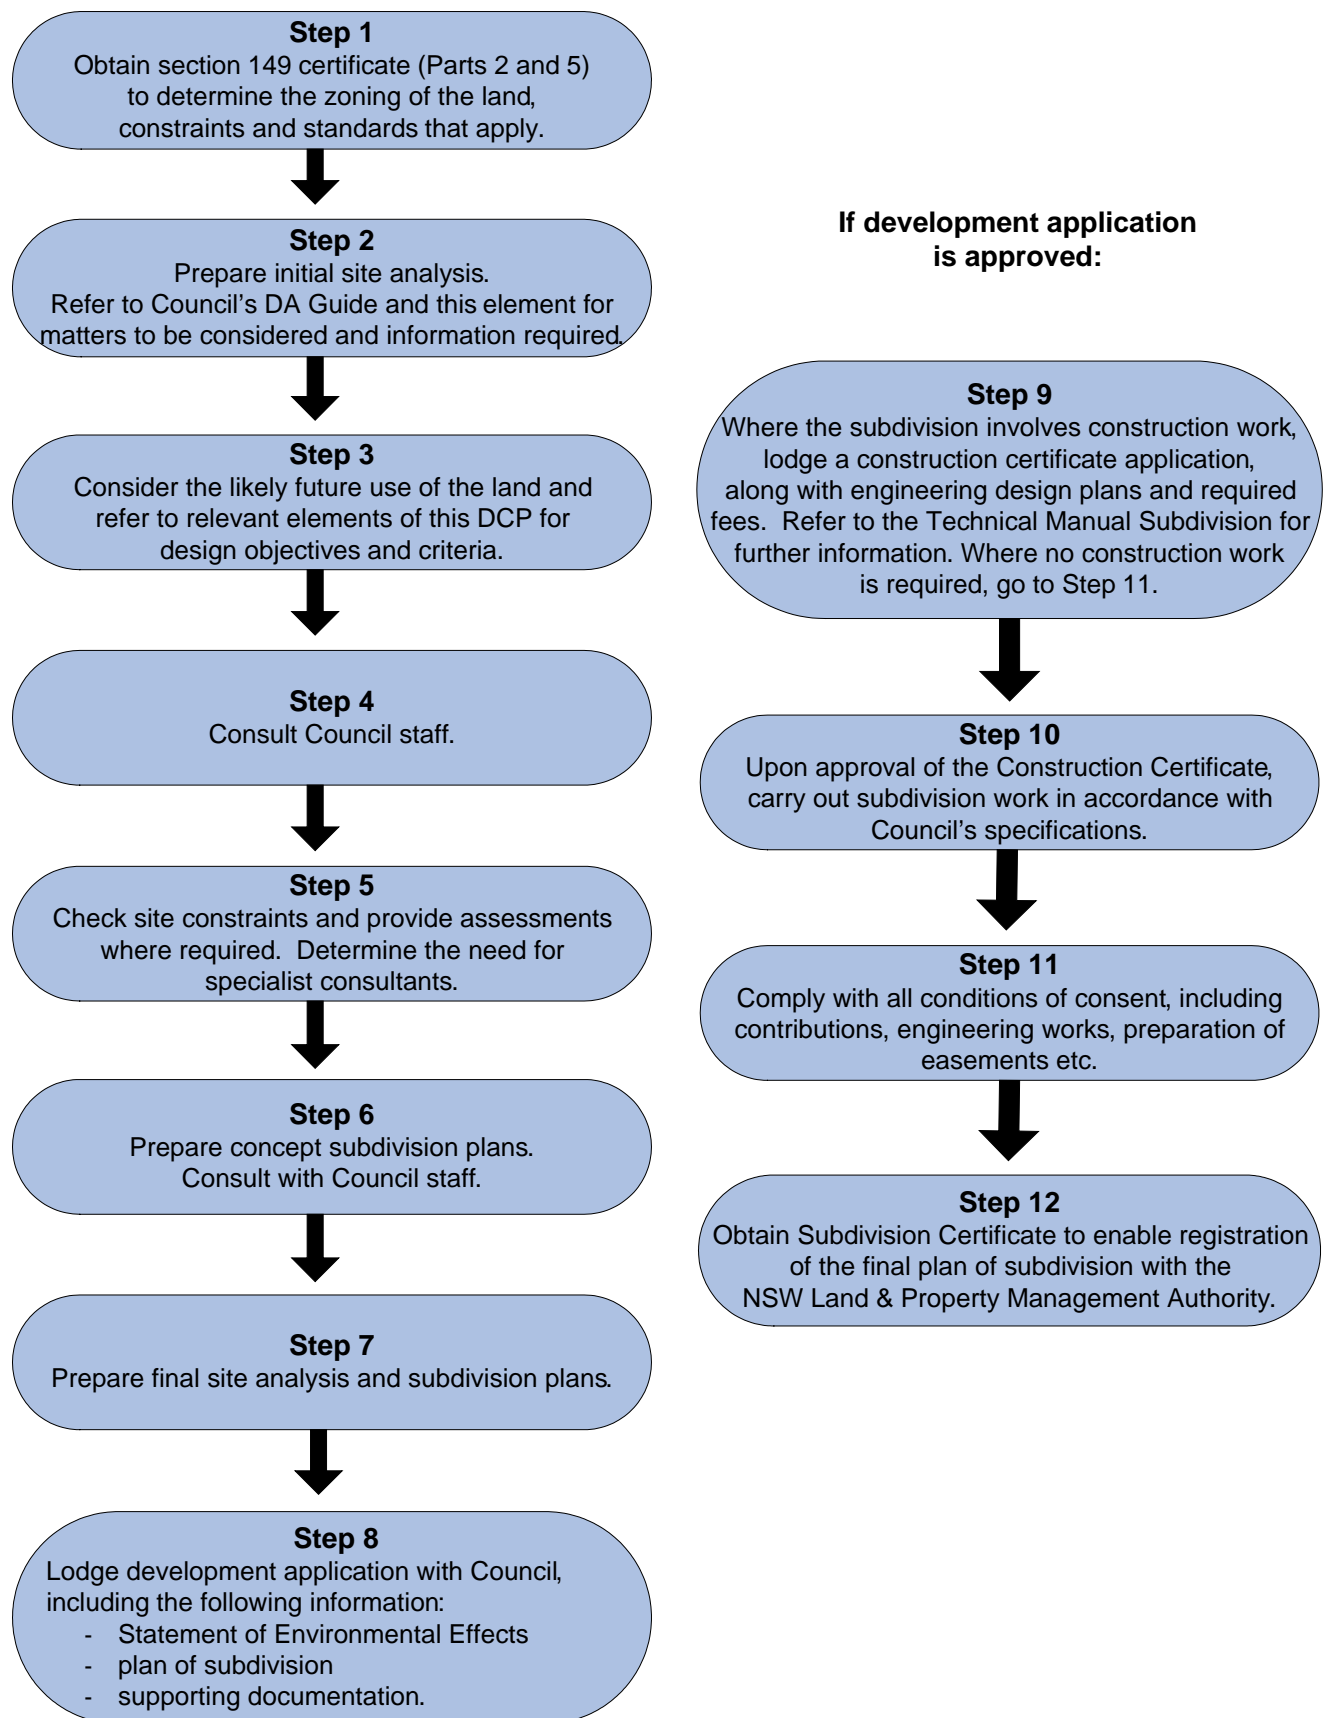 Step 1
Obtain section 149 certificate (Parts 2 and 5)
to determine the zoning of the land,
constraints and standards that apply.
Step 2
Prepare initial site analysis.
Refer to Council’s DA Guide and this element for
matters to be considered and information required.
Step 3
Consider the likely future use of the land and
refer to relevant elements of this DCP for
design objectives and criteria.
Step 4
Consult Council staff.
Step 5
Check site constraints and provide assessments
where required. Determine the need for
specialist consultants.
Step 6
Prepare concept subdivision plans.
Consult with Council staff.
Step 7
Prepare final site analysis and subdivision plans.
Step 8
Lodge development application with Council,
including the following information:
- Statement of Environmental Effects
- plan of subdivision
- supporting documentation.
If development application
is approved:
Step 9
Where the subdivision involves construction work,
lodge a construction certificate application,
along with engineering design plans and required
fees. Refer to the Technical Manual Subdivision for
further information. Where no construction work
is required, go to Step 11.
Step 10
Upon approval of the Construction Certificate,
carry out subdivision work in accordance with
Council’s specifications.
Step 11
Comply with all conditions of consent, including
contributions, engineering works, preparation of
easements etc.
Step 12
Obtain Subdivision Certificate to enable registration
of the final plan of subdivision with the
NSW Land & Property Management Authority.